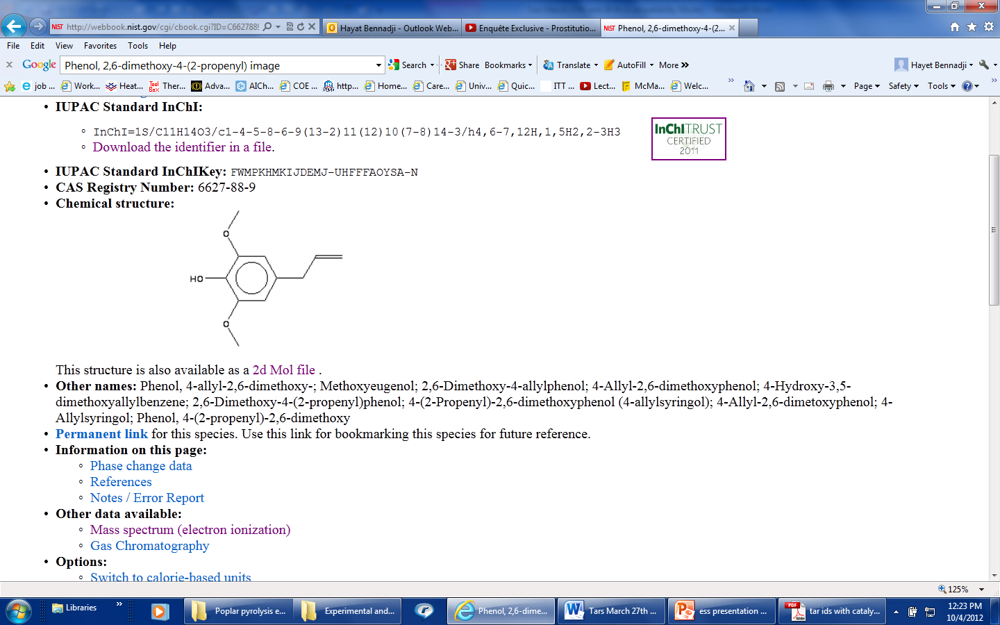 http://webbook.nist.gov/cgi/cbook.cgi?ID=C6627889
Hayat Bennadji - Outlook Web...
Enquête Exclusive - Prostitutio...
NIST Phenol, 2,6-dimethoxy-4-(2...
File Edit View Favorites Tools Help
x Google Phenol, 2,6-dimethoxy-4-(2-propenyl) image Search Share Bookmarks Translate AutoFill More » Hayet Bennadji
job ... Work... Heat... Tool Box Ther... Adva... AICh... COE ... http... Home... Care... Univ... Quic... ITT ... Lect... McMa... Welc... » Page Safety Tools »
• IUPAC Standard InChI:
InChI=1S/C11H14O3/c1-4-5-8-6-9(13-2)11(12)10(7-8)14-3/h4,6-7,12H,1,5H2,2-3H3
Download the identifier in a file.
InChITRUST
CERTIFIED
2011
• IUPAC Standard InChIKey: FWMPKHMKIJDEMJ-UHFFFAOYSA-N
• CAS Registry Number: 6627-88-9
• Chemical structure:
O
HO
O
This structure is also available as a 2d Mol file .
• Other names: Phenol, 4-allyl-2,6-dimethoxy-; Methoxyeugenol; 2,6-Dimethoxy-4-allylphenol; 4-Allyl-2,6-dimethoxyphenol; 4-Hydroxy-3,5-
dimethoxyallylbenzene; 2,6-Dimethoxy-4-(2-propenyl)phenol; 4-(2-Propenyl)-2,6-dimethoxyphenol (4-allylsyringol); 4-Allyl-2,6-dimetoxyphenol; 4-
Allylsyringol; Phenol, 4-(2-propenyl)-2,6-dimethoxy
• Permanent link for this species. Use this link for bookmarking this species for future reference.
• Information on this page:
Phase change data
References
Notes / Error Report
• Other data available:
Mass spectrum (electron ionization)
Gas Chromatography
• Options:
Switch to calorie-based units
125%
Libraries » Poplar pyrolysis e... Experimental and... Phenol, 2,6-dime... Tars March 27th ... ess presentation ... tar ids with cataly...
12:23 PM
10/4/2012